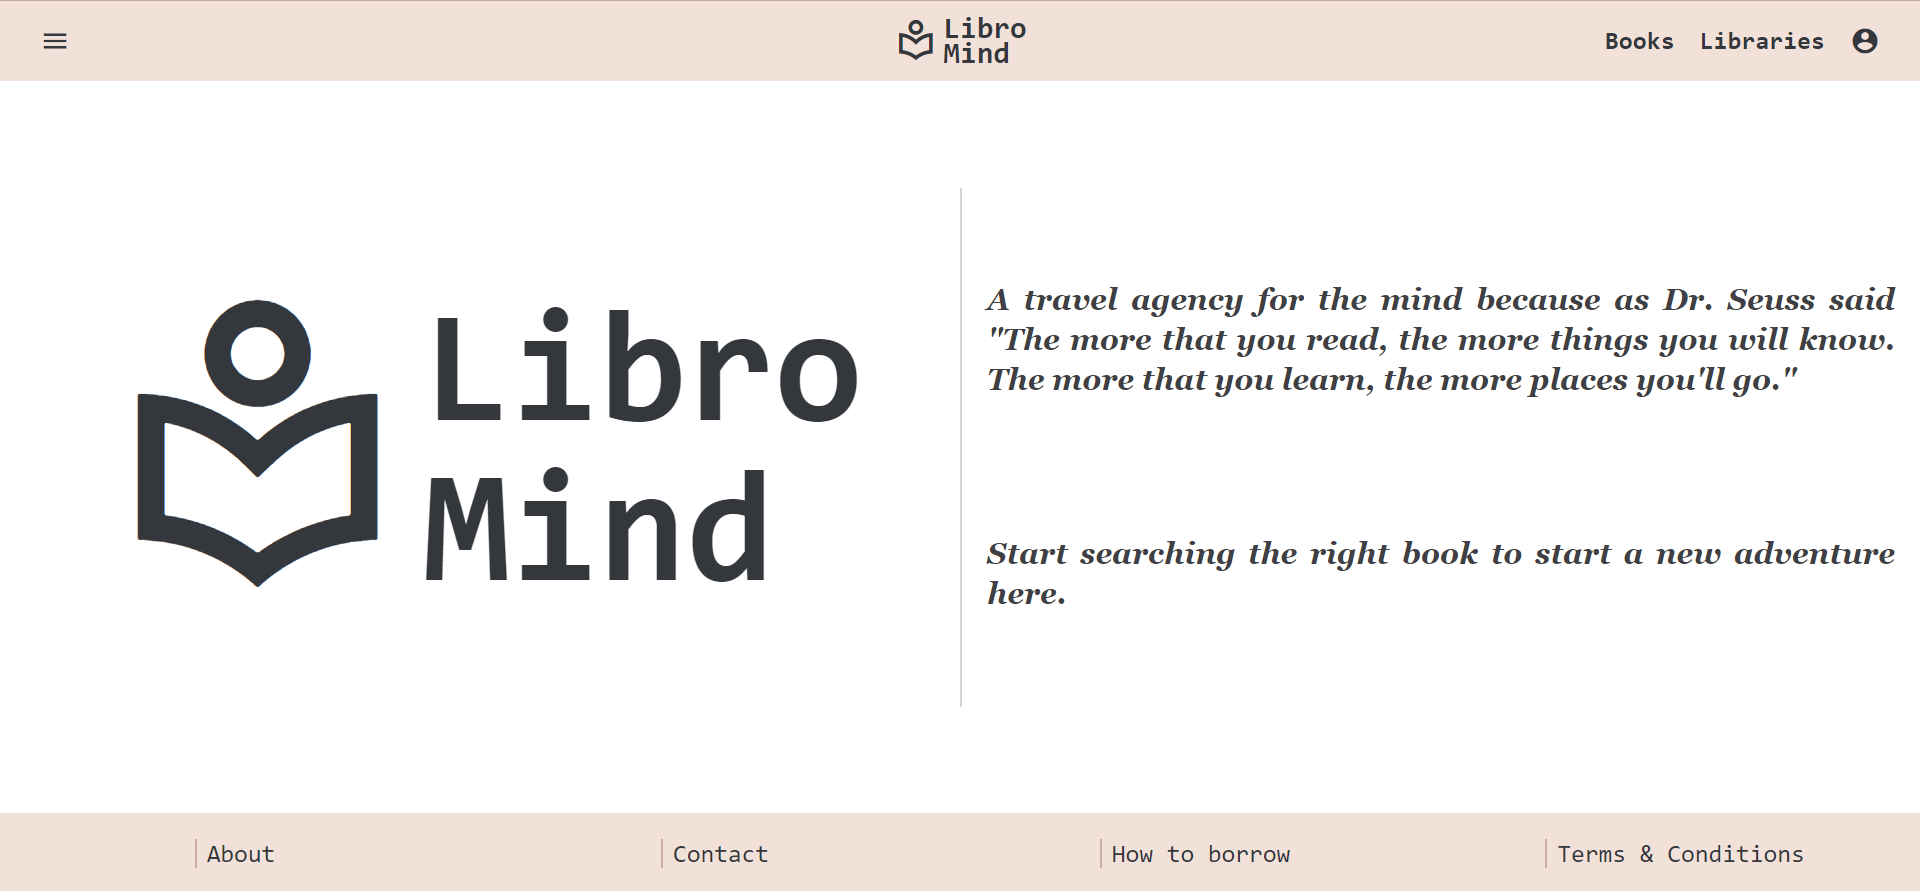 Libro
Mind
Books Libraries
Libro
Mind
A travel agency for the mind because as Dr. Seuss said
"The more that you read, the more things you will know.
The more that you learn, the more places you'll go."
Start searching the right book to start a new adventure
here.
About
Contact
How to borrow
Terms & Conditions